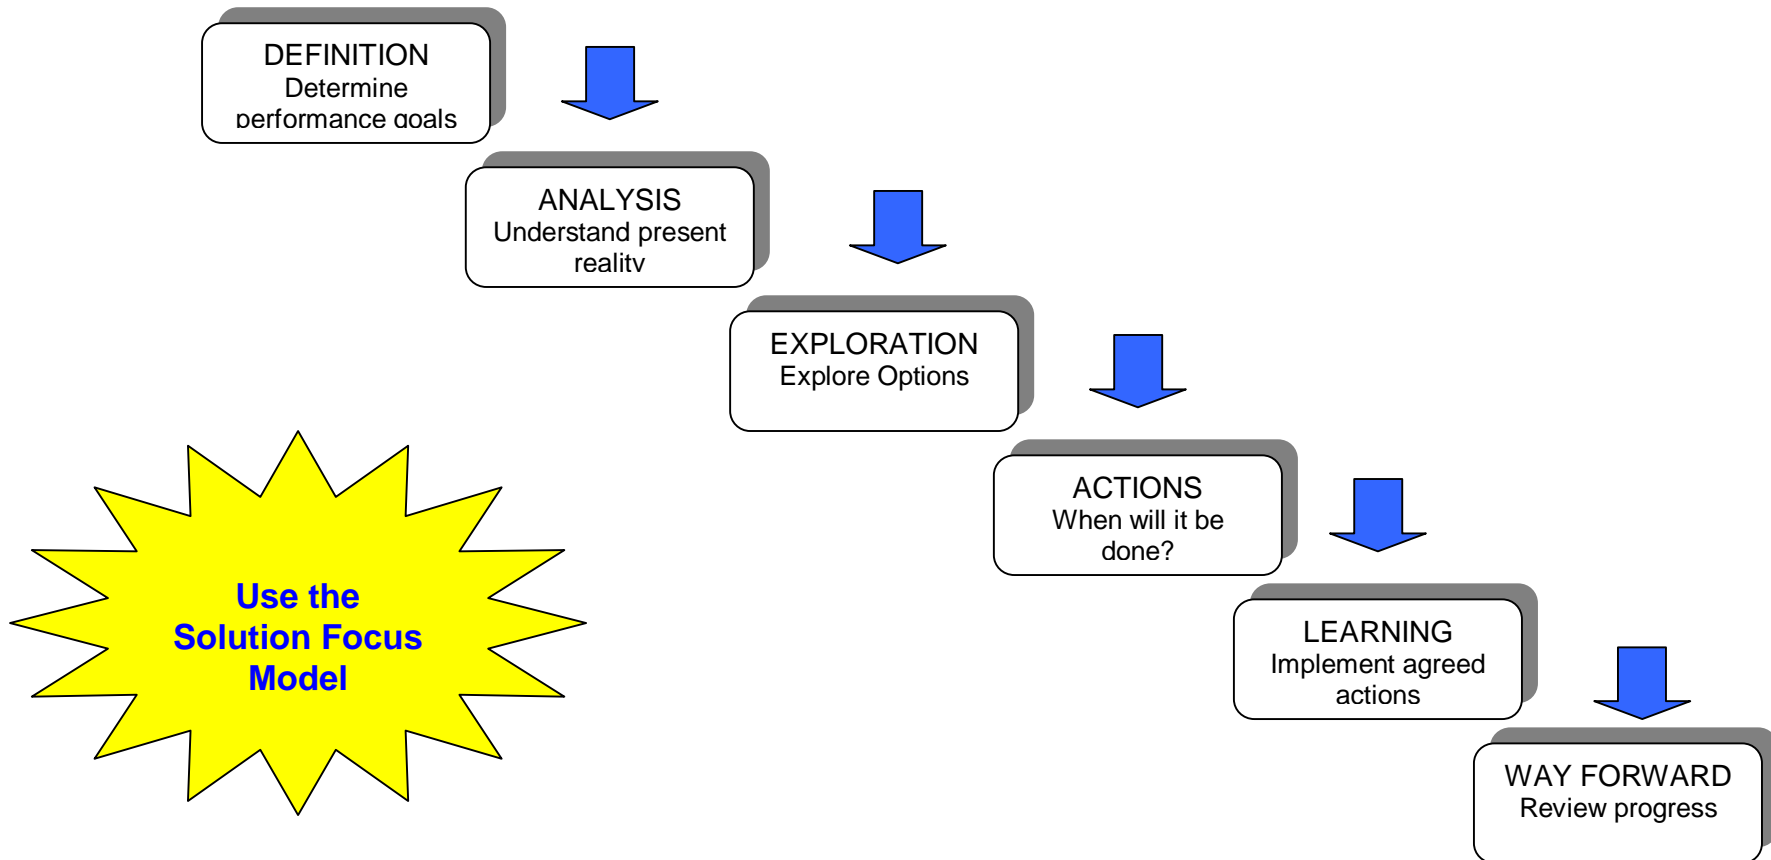 DEFINITION
Determine
performance goals
ANALYSIS
Understand present
reality
EXPLORATION
Explore Options
ACTIONS
When will it be
done?
LEARNING
Implement agreed
actions
WAY FORWARD
Review progress
Use the
Solution Focus
Model